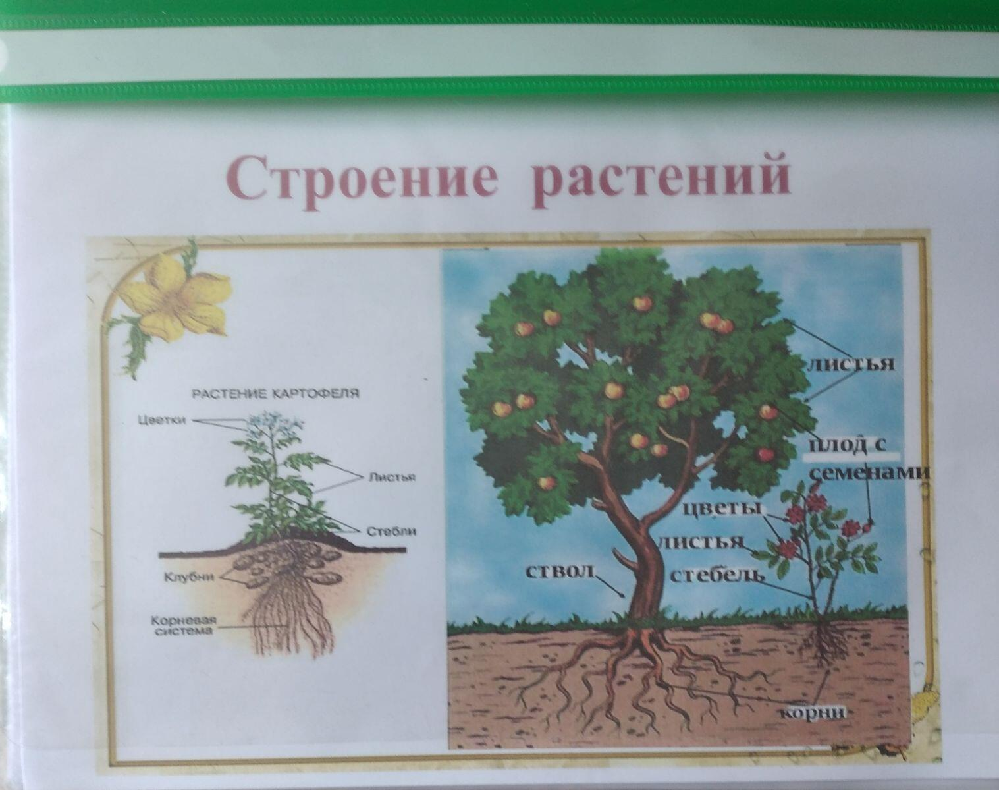 Строение растений
РАСТЕНИЕ КАРТОФЕЛЯ
Цветки
Листья
Стебли
Клубни
Корневая
система
листья
плод с
семенами
цветы
листья
ствол
стебель
корни